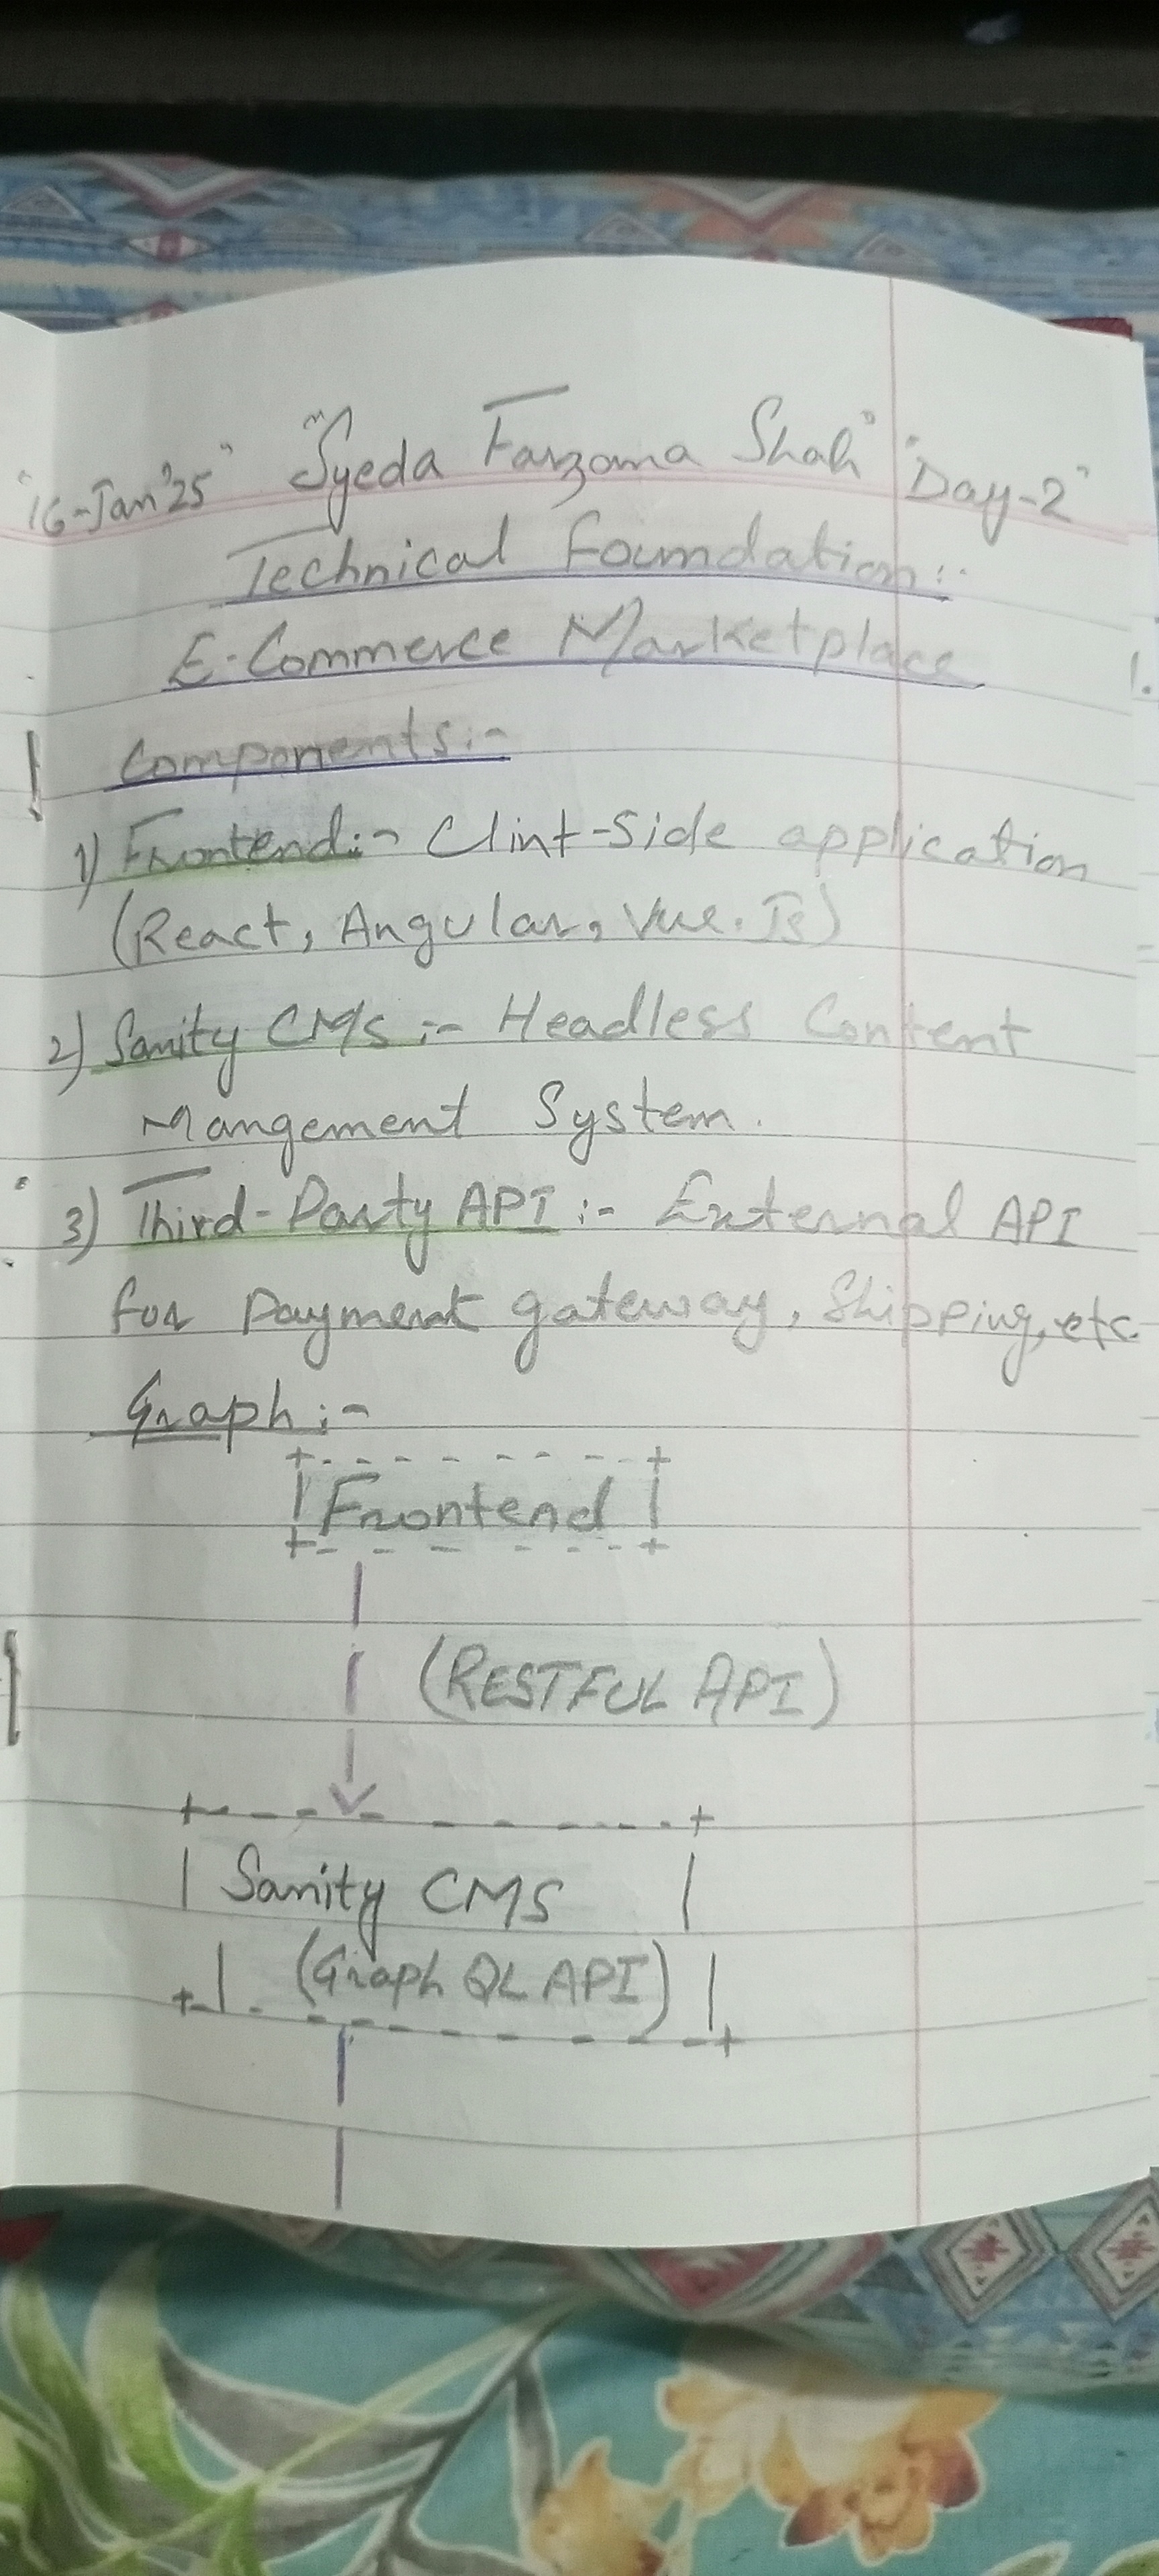 "16-Jan'25" "Syeda Farzana Shah" "Day-2"
Technical Foundation:-
E-Commerce Marketplace
Components:-
1) Frontend:- Clint-Side application
(React, Angular, Vue.Js)
2) Sanity CMS:- Headless Content
Mangement System.
3) Third-Party API:- External API
for payment gateway, Shipping, etc.
Graph:-
Frontend
(RESTFUL API)
Sanity CMS
(Graph QL API)